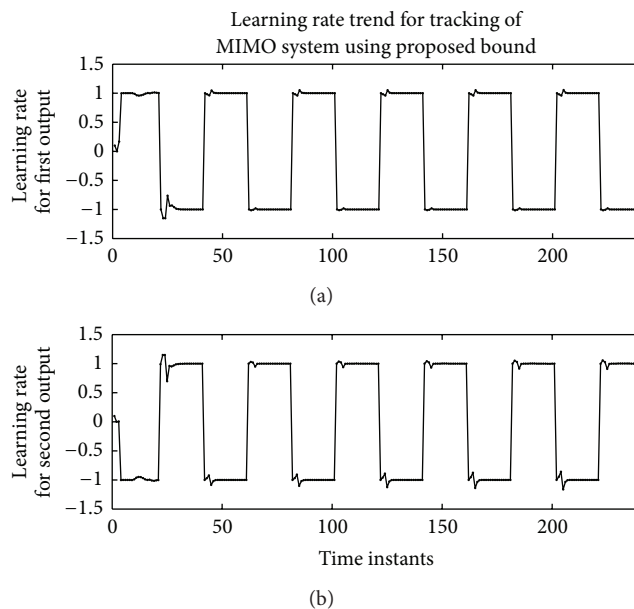 Learning rate trend for tracking of
MIMO system using proposed bound
Learning rate
for first output
1.5
1
0.5
0
−0.5
−1
−1.5
0 50 100 150 200
(a)
Learning rate
for second output
1.5
1
0.5
0
−0.5
−1
−1.5
0 50 100 150 200
Time instants
(b)